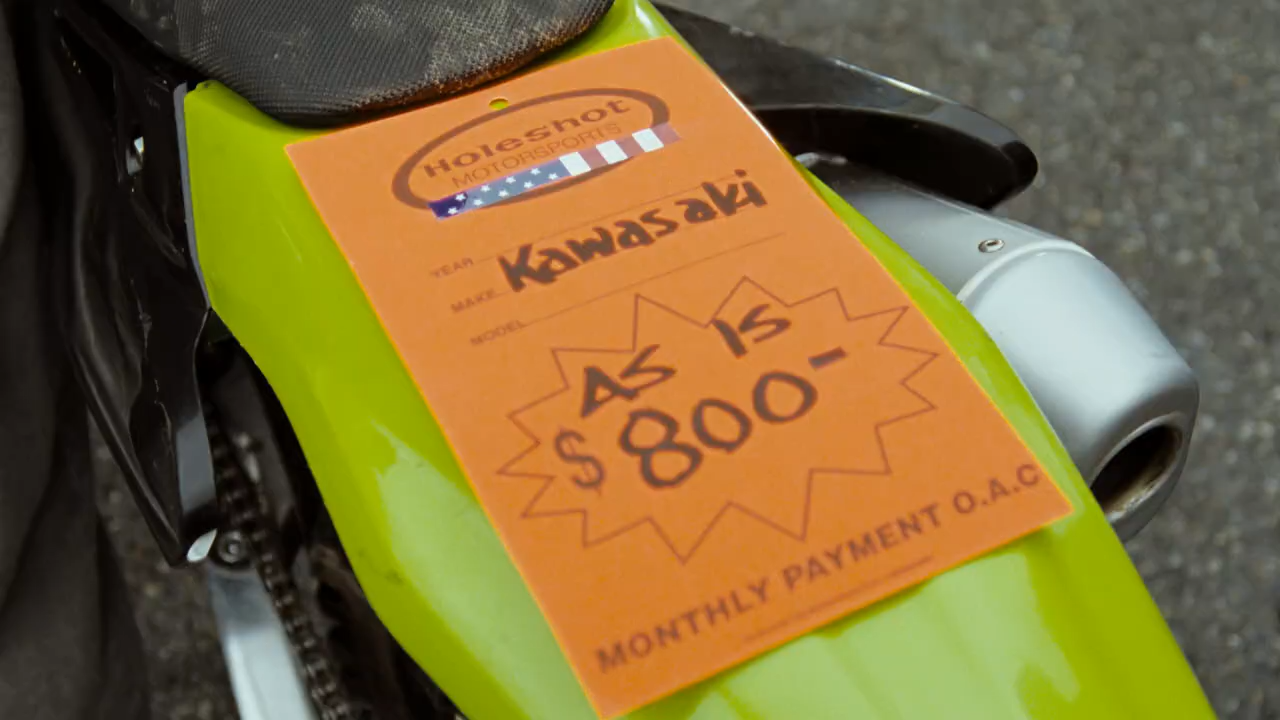 Holeshot
MOTORSPORTS
YEAR
MAKE Kawasaki
MODEL
AS IS
$800-
MONTHLY PAYMENT O.A.C